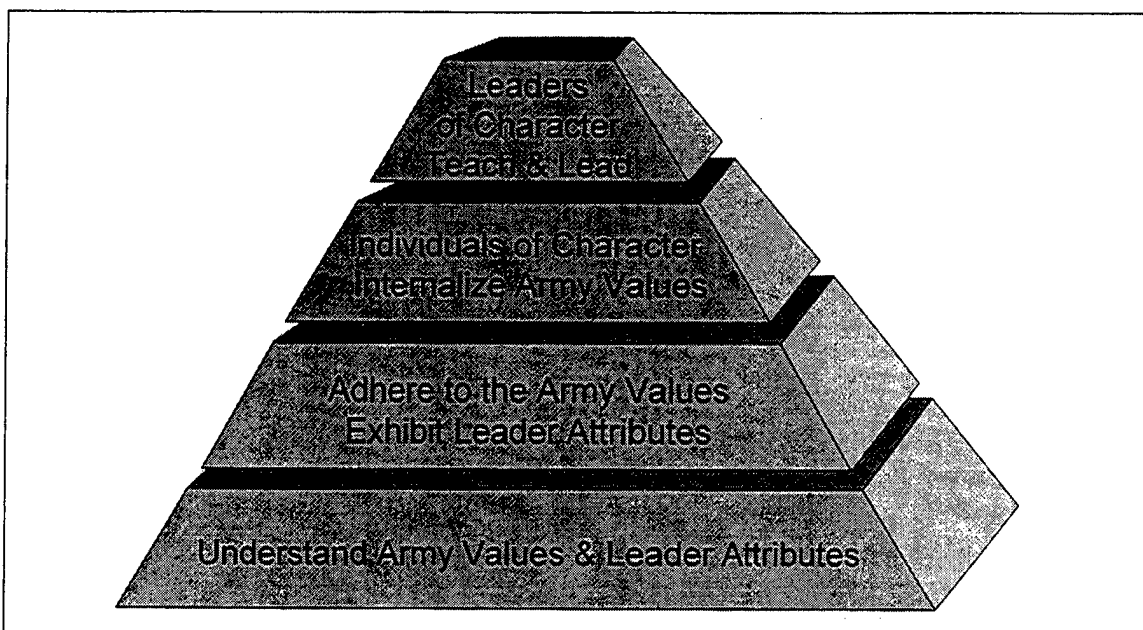 Leaders
of Character
Teach & Lead
Individuals of Character
Internalize Army Values
Adhere to the Army Values
Exhibit Leader Attributes
Understand Army Values & Leader Attributes